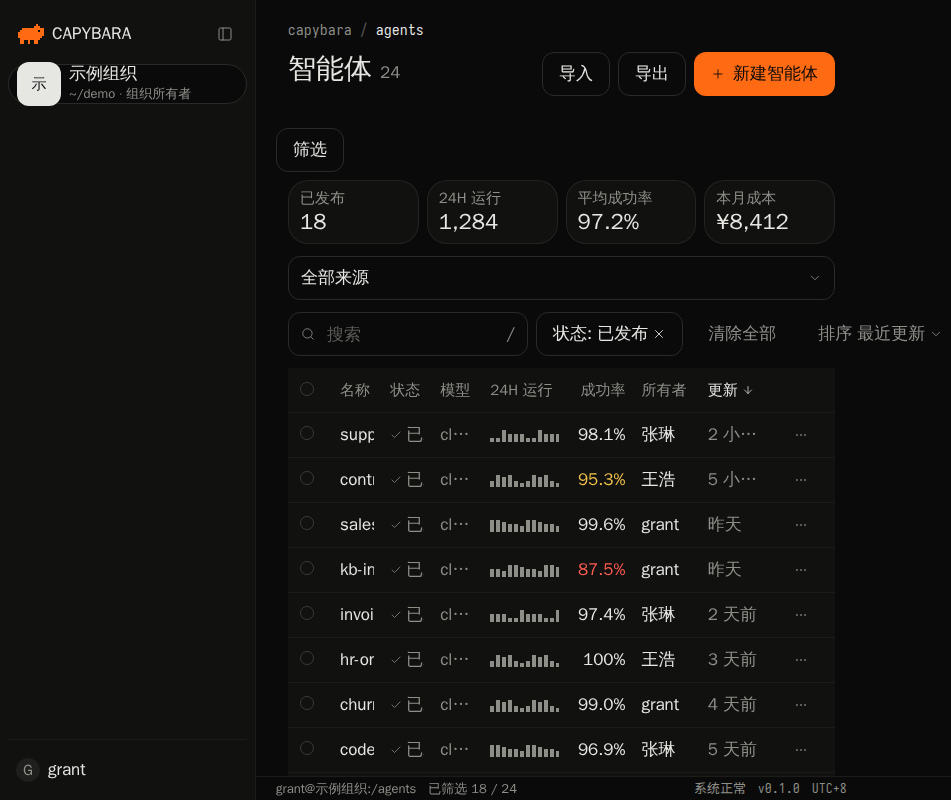 CAPYBARA
示
示例组织
~/demo · 组织所有者
G grant
capybara / agents
智能体 24
导入
导出
+ 新建智能体
筛选
已发布
18
24H 运行
1,284
平均成功率
97.2%
本月成本
¥8,412
全部来源
搜索 /
状态: 已发布 ×
清除全部
排序 最近更新
名称 状态 模型 24H 运行 成功率 所有者 更新 ↓
supp ✓ 已 cl··· 98.1% 张琳 2 小··· ···
cont ✓ 已 cl··· 95.3% 王浩 5 小··· ···
sales ✓ 已 cl··· 99.6% grant 昨天 ···
kb-in ✓ 已 cl··· 87.5% grant 昨天 ···
invoi ✓ 已 cl··· 97.4% 张琳 2 天前 ···
hr-or ✓ 已 cl··· 100% 王浩 3 天前 ···
churn ✓ 已 cl··· 99.0% grant 4 天前 ···
code ✓ 已 cl··· 96.9% 张琳 5 天前 ···
grant@示例组织:/agents 已筛选 18 / 24
系统正常 v0.1.0 UTC+8